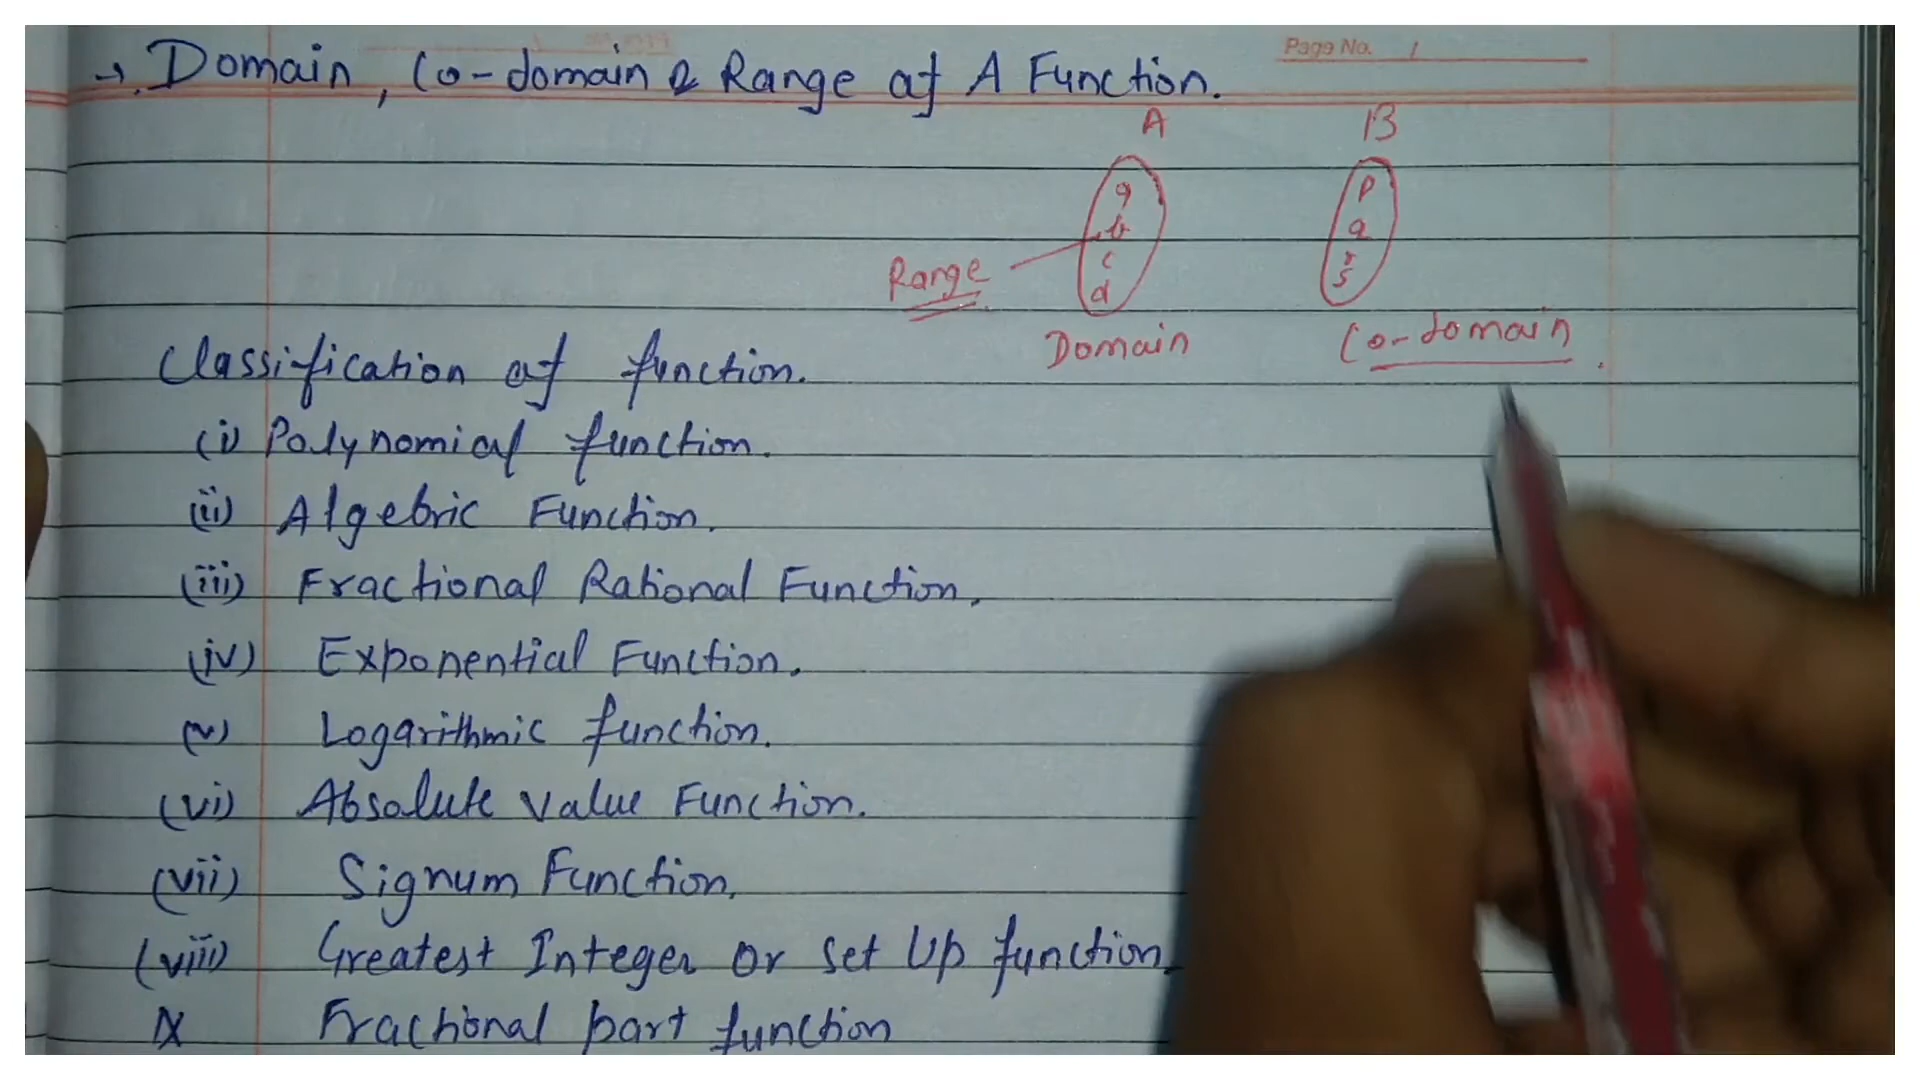 Page No. 1
→ Domain, Co-domain & Range of A Function.
A B
a p
b q
c r
d s
Range
Domain Co-domain.
Classification of function.
(i) Polynomial function.
(ii) Algebric Function.
(iii) Fractional Rational Function.
(iv) Exponential Function.
(v) Logarithmic function.
(vi) Absolute Value Function.
(vii) Signum Function.
(viii) Greatest Integer or Set Up function.
IX Fractional part function